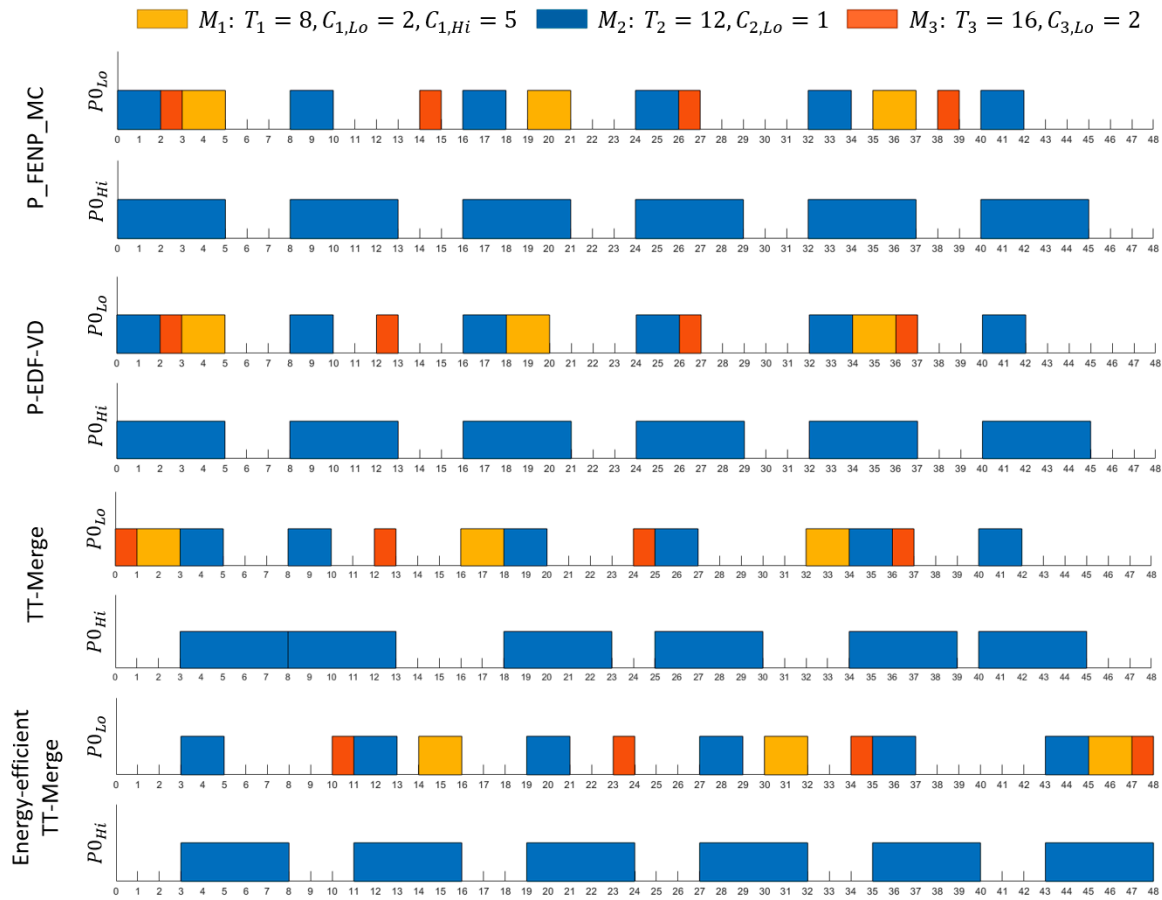 M₁: T₁ = 8, C₁,Lo = 2, C₁,Hi = 5 M₂: T₂ = 12, C₂,Lo = 1 M₃: T₃ = 16, C₃,Lo = 2
P_FENP_MC
P0Lo
0 1 2 3 4 5 6 7 8 9 10 11 12 13 14 15 16 17 18 19 20 21 22 23 24 25 26 27 28 29 30 31 32 33 34 35 36 37 38 39 40 41 42 43 44 45 46 47 48
P0Hi
0 1 2 3 4 5 6 7 8 9 10 11 12 13 14 15 16 17 18 19 20 21 22 23 24 25 26 27 28 29 30 31 32 33 34 35 36 37 38 39 40 41 42 43 44 45 46 47 48
P-EDF-VD
P0Lo
0 1 2 3 4 5 6 7 8 9 10 11 12 13 14 15 16 17 18 19 20 21 22 23 24 25 26 27 28 29 30 31 32 33 34 35 36 37 38 39 40 41 42 43 44 45 46 47 48
P0Hi
0 1 2 3 4 5 6 7 8 9 10 11 12 13 14 15 16 17 18 19 20 21 22 23 24 25 26 27 28 29 30 31 32 33 34 35 36 37 38 39 40 41 42 43 44 45 46 47 48
TT-Merge
P0Lo
0 1 2 3 4 5 6 7 8 9 10 11 12 13 14 15 16 17 18 19 20 21 22 23 24 25 26 27 28 29 30 31 32 33 34 35 36 37 38 39 40 41 42 43 44 45 46 47 48
P0Hi
0 1 2 3 4 5 6 7 8 9 10 11 12 13 14 15 16 17 18 19 20 21 22 23 24 25 26 27 28 29 30 31 32 33 34 35 36 37 38 39 40 41 42 43 44 45 46 47 48
Energy-efficient
TT-Merge
P0Lo
0 1 2 3 4 5 6 7 8 9 10 11 12 13 14 15 16 17 18 19 20 21 22 23 24 25 26 27 28 29 30 31 32 33 34 35 36 37 38 39 40 41 42 43 44 45 46 47 48
P0Hi
0 1 2 3 4 5 6 7 8 9 10 11 12 13 14 15 16 17 18 19 20 21 22 23 24 25 26 27 28 29 30 31 32 33 34 35 36 37 38 39 40 41 42 43 44 45 46 47 48